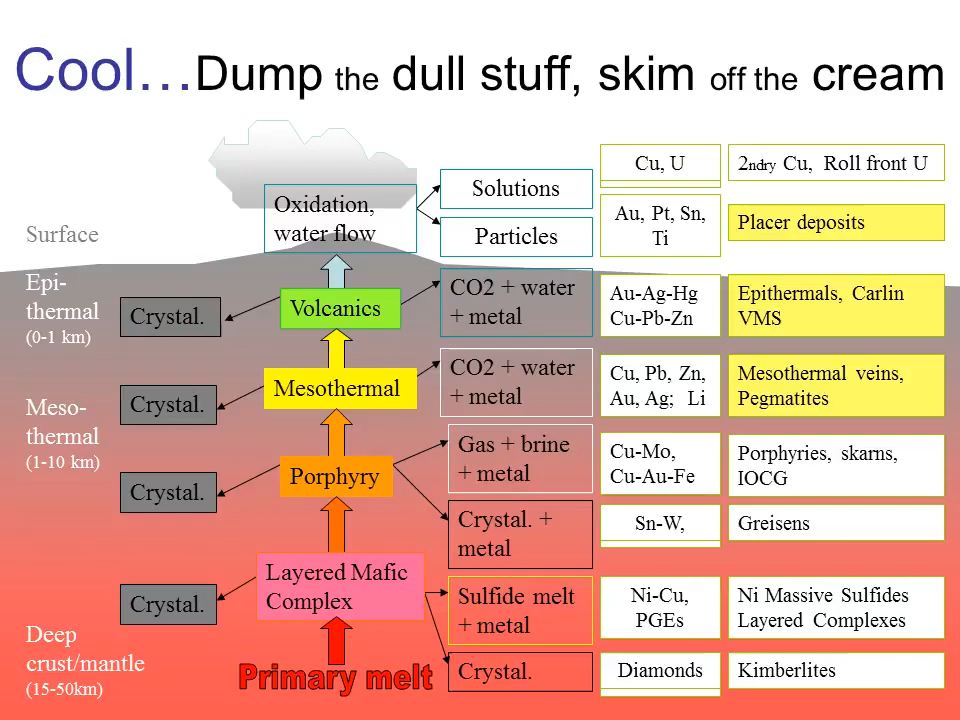 Cool…Dump the dull stuff, skim off the cream
Cu, U
2ndry Cu, Roll front U
Solutions
Oxidation,
water flow
Au, Pt, Sn,
Ti
Placer deposits
Particles
Surface
Epi-
thermal
(0-1 km)
Crystal.
Volcanics
CO2 + water
+ metal
Au-Ag-Hg
Cu-Pb-Zn
Epithermals, Carlin
VMS
Crystal.
Mesothermal
CO2 + water
+ metal
Cu, Pb, Zn,
Au, Ag; Li
Mesothermal veins,
Pegmatites
Meso-
thermal
(1-10 km)
Crystal.
Porphyry
Gas + brine
+ metal
Cu-Mo,
Cu-Au-Fe
Porphyries, skarns,
IOCG
Crystal. +
metal
Sn-W,
Greisens
Crystal.
Layered Mafic
Complex
Sulfide melt
+ metal
Ni-Cu,
PGEs
Ni Massive Sulfides
Layered Complexes
Deep
crust/mantle
(15-50km)
Primary melt
Crystal.
Diamonds
Kimberlites